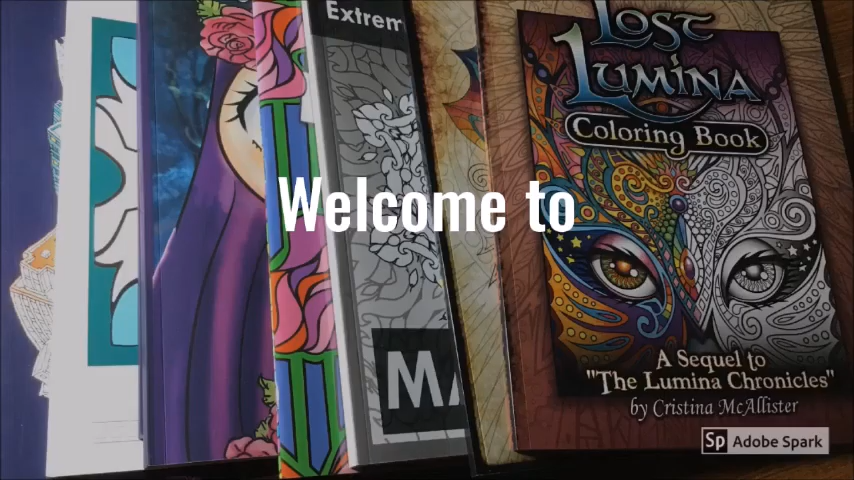 Extrem
LOST
LUMINA
Coloring Book
Welcome to
MA
A Sequel to
"The Lumina Chronicles"
by Cristina McAllister
Sp Adobe Spark